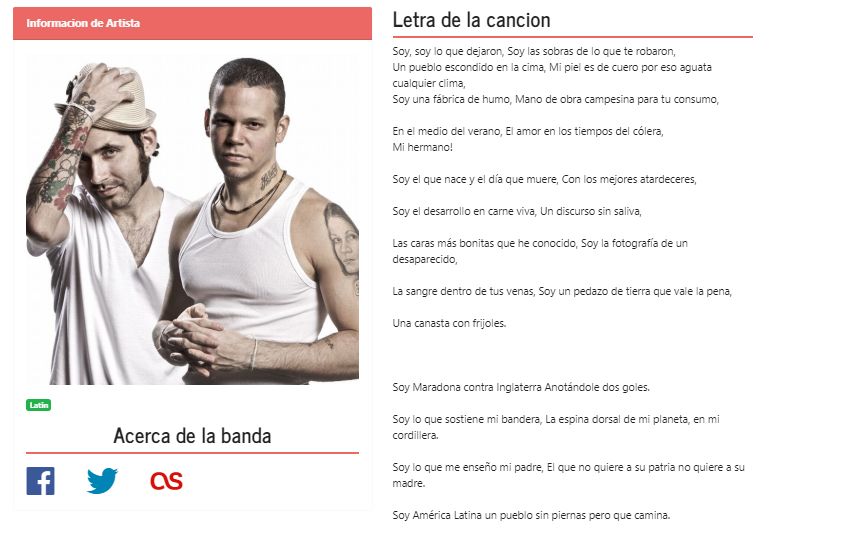 Informacion de Artista
Latin
Acerca de la banda
Letra de la cancion
Soy, soy lo que dejaron, Soy las sobras de lo que te robaron,
Un pueblo escondido en la cima, Mi piel es de cuero por eso aguata
cualquier clima,
Soy una fábrica de humo, Mano de obra campesina para tu consumo,
En el medio del verano, El amor en los tiempos del cólera,
Mi hermano!
Soy el que nace y el día que muere, Con los mejores atardeceres,
Soy el desarrollo en carne viva, Un discurso sin saliva,
Las caras más bonitas que he conocido, Soy la fotografía de un
desaparecido,
La sangre dentro de tus venas, Soy un pedazo de tierra que vale la pena,
Una canasta con frijoles.
Soy Maradona contra Inglaterra Anotándole dos goles.
Soy lo que sostiene mi bandera, La espina dorsal de mi planeta, en mi
cordillera.
Soy lo que me enseño mi padre, El que no quiere a su patria no quiere a su
madre.
Soy América Latina un pueblo sin piernas pero que camina.